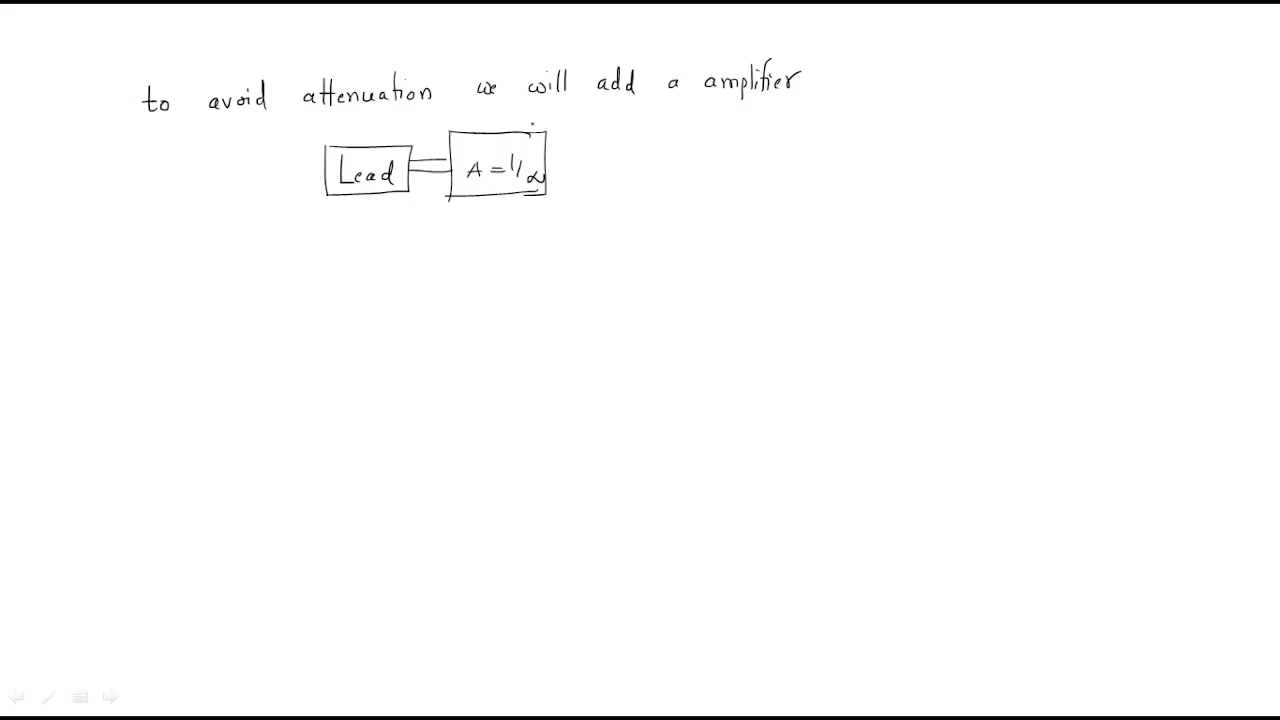 to avoid attenuation we will add a amplifier
Lead A = 1/α